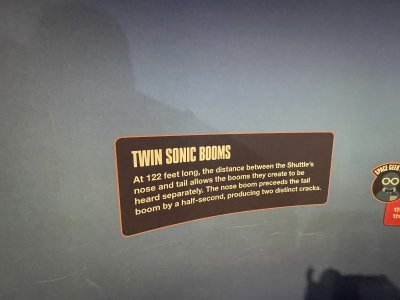 TWIN SONIC BOOMS
At 122 feet long, the distance between the Shuttle's
nose and tail allows the booms they create to be
heard separately. The nose boom preceeds the tail
boom by a half-second, producing two distinct cracks.
SPACE GEEK